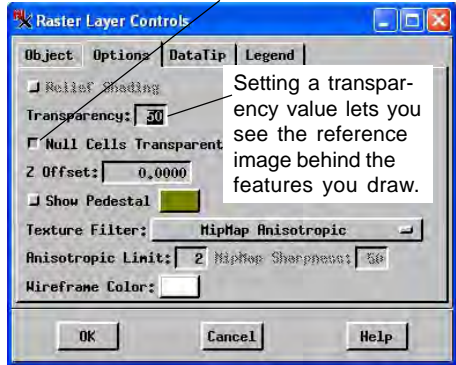 Raster Layer Controls
Object Options DataTip Legend
Relief Shading
Transparency: 50
Null Cells Transparent
Z Offset: 0.0000
Show Pedestal
Texture Filter: MipMap Anisotropic
Anisotropic Limit: 2 MipMap Sharpness: 50
Wireframe Color:
OK Cancel Help
Setting a transpar-
ency value lets you
see the reference
image behind the
features you draw.